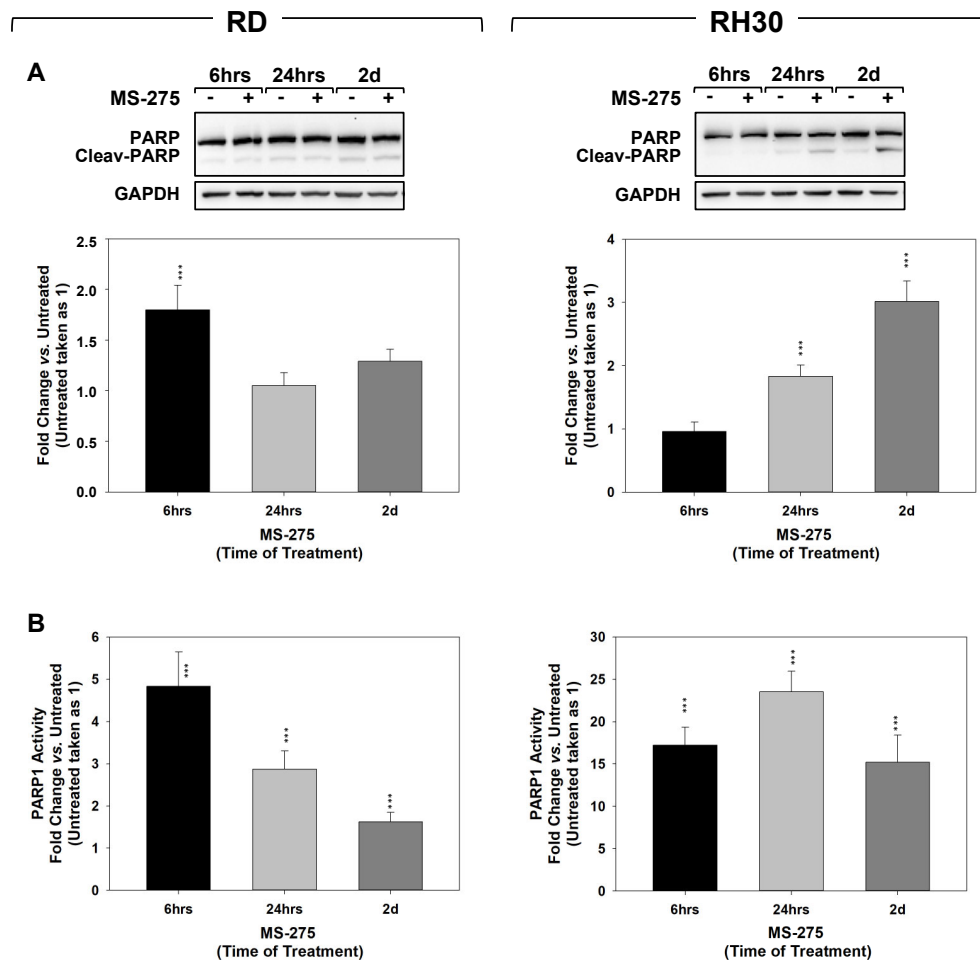 RD
RH30
A
6hrs 24hrs 2d
MS-275 - + - + - +
PARP
Cleav-PARP
GAPDH
Fold Change vs. Untreated
(Untreated taken as 1)
2.5
2.0
1.5
1.0
0.5
0.0
***
6hrs 24hrs 2d
MS-275
(Time of Treatment)
6hrs 24hrs 2d
MS-275 - + - + - +
PARP
Cleav-PARP
GAPDH
Fold Change vs. Untreated
(Untreated taken as 1)
4
3
2
1
0
***
***
6hrs 24hrs 2d
MS-275
(Time of Treatment)
B
PARP1 Activity
Fold Change vs. Untreated
(Untreated taken as 1)
6
5
4
3
2
1
0
***
***
***
6hrs 24hrs 2d
MS-275
(Time of Treatment)
PARP1 Activity
Fold Change vs. Untreated
(Untreated taken as 1)
30
25
20
15
10
5
0
***
***
***
6hrs 24hrs 2d
MS-275
(Time of Treatment)